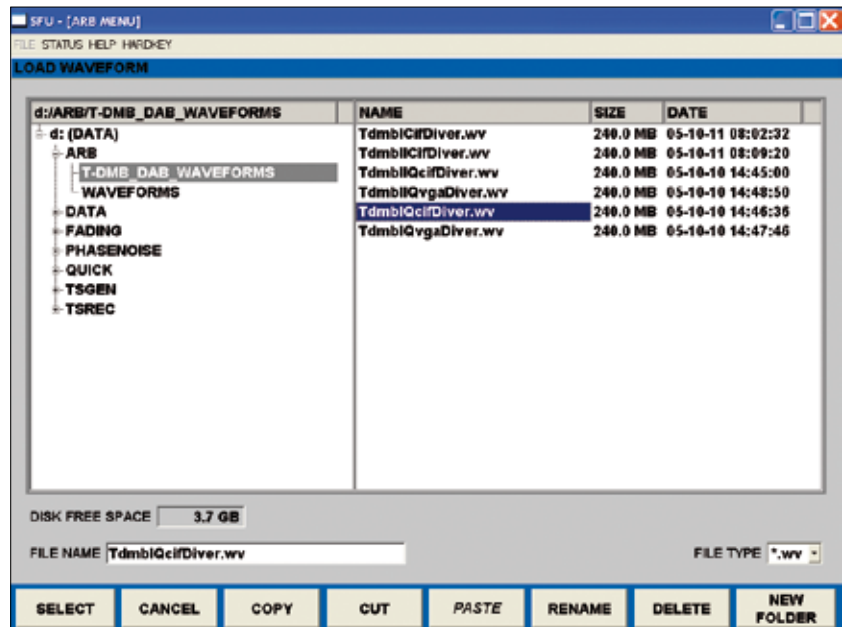 SFU - [ARB MENU]
FILE STATUS HELP HARDKEY
LOAD WAVEFORM
d:/ARB/T-DMB_DAB_WAVEFORMS NAME SIZE DATE
d: (DATA)
ARB
T-DMB_DAB_WAVEFORMS
WAVEFORMS
DATA
FADING
PHASENOISE
QUICK
TSGEN
TSREC
TdmbICifDiver.wv 240.0 MB 05-10-11 08:02:32
TdmbIICifDiver.wv 240.0 MB 05-10-11 08:09:20
TdmbIIQcifDiver.wv 240.0 MB 05-10-10 14:45:00
TdmbIIQvgaDiver.wv 240.0 MB 05-10-10 14:48:50
TdmbIQcifDiver.wv 240.0 MB 05-10-10 14:46:36
TdmbIQvgaDiver.wv 240.0 MB 05-10-10 14:47:46
DISK FREE SPACE 3.7 GB
FILE NAME TdmbIQcifDiver.wv FILE TYPE *.wv
SELECT CANCEL COPY CUT PASTE RENAME DELETE NEW FOLDER